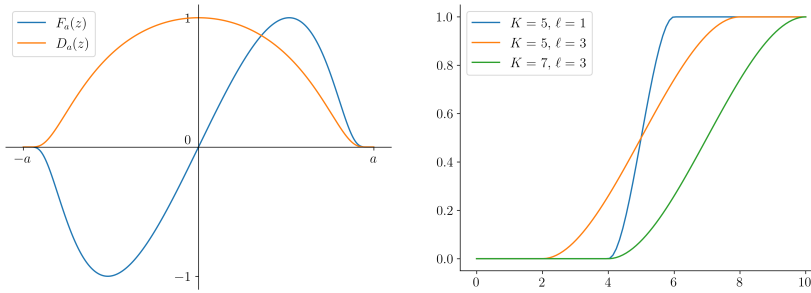 F_a(z)
D_a(z)
1
0
−a
a
−1
K = 5, ℓ = 1
K = 5, ℓ = 3
K = 7, ℓ = 3
1.0
0.8
0.6
0.4
0.2
0.0
0 2 4 6 8 10